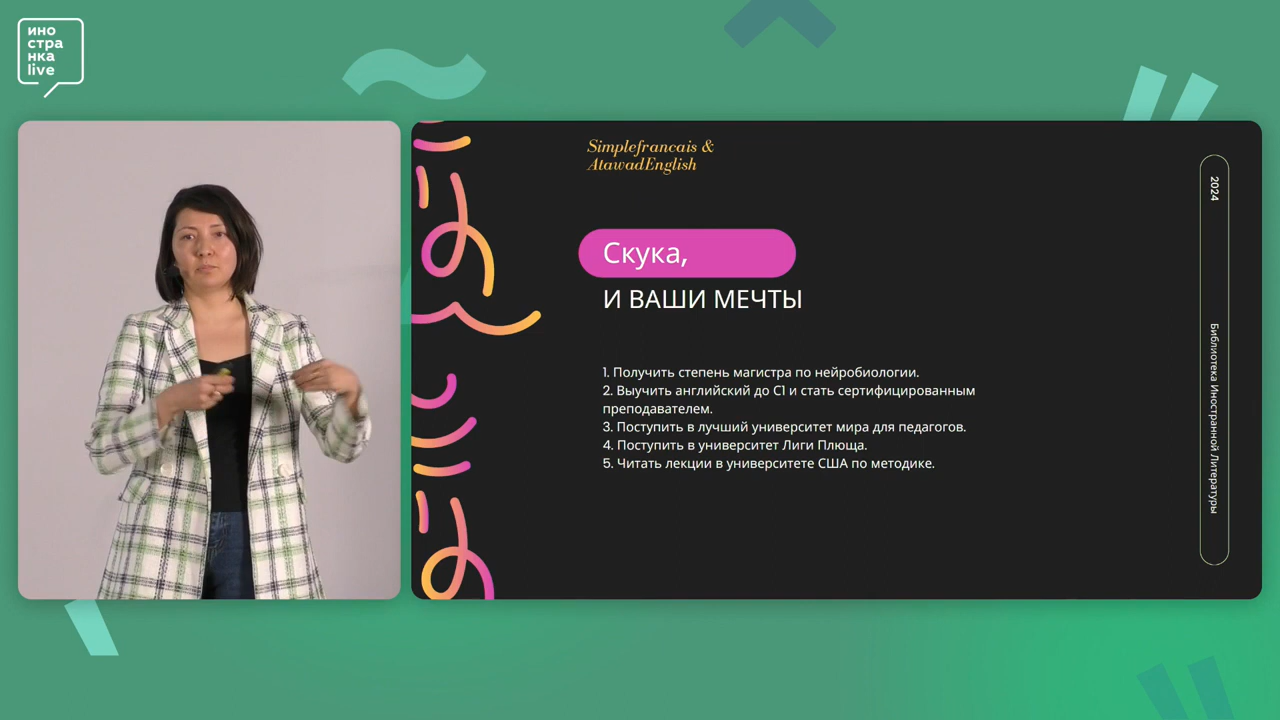 ино
стра
нка
live
Simplefrancais &
AtawadEnglish
Скука,
И ВАШИ МЕЧТЫ
1. Получить степень магистра по нейробиологии.
2. Выучить английский до C1 и стать сертифицированным
преподавателем.
3. Поступить в лучший университет мира для педагогов.
4. Поступить в университет Лиги Плюща.
5. Читать лекции в университете США по методике.
2024
Библиотека Иностранной Литературы